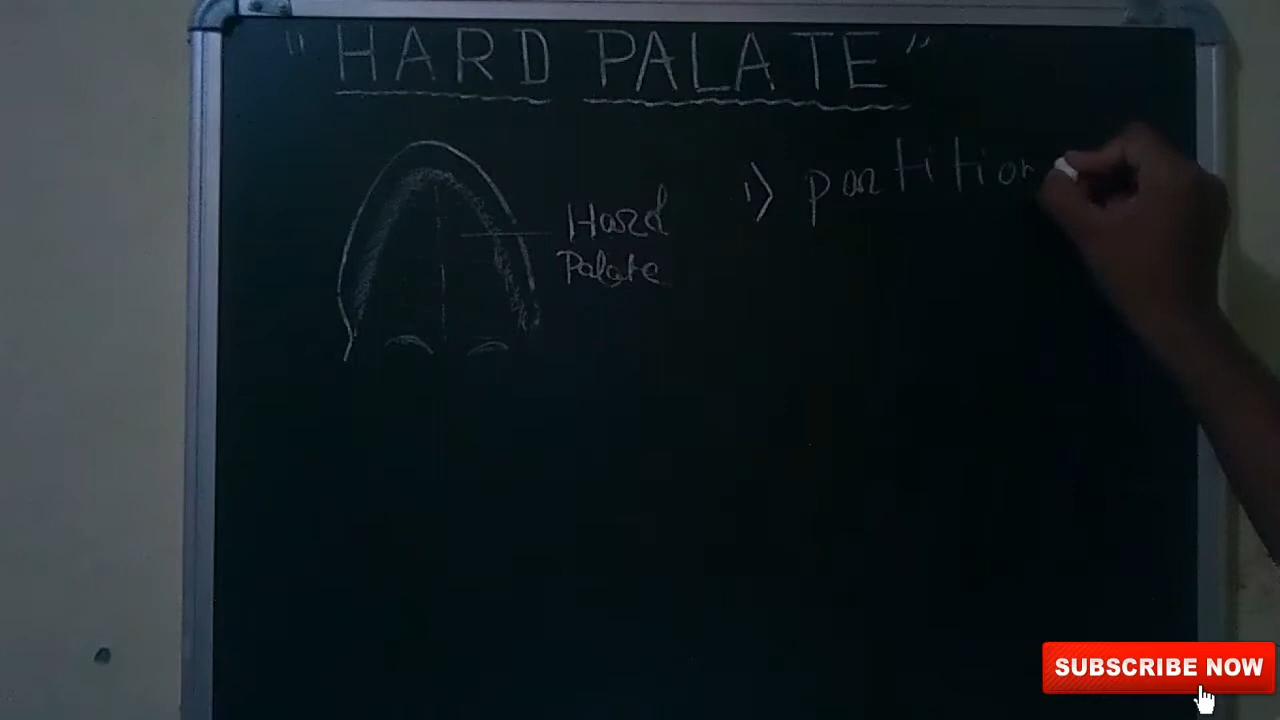 "HARD PALATE"
Hard
Palate
1) partition
SUBSCRIBE NOW